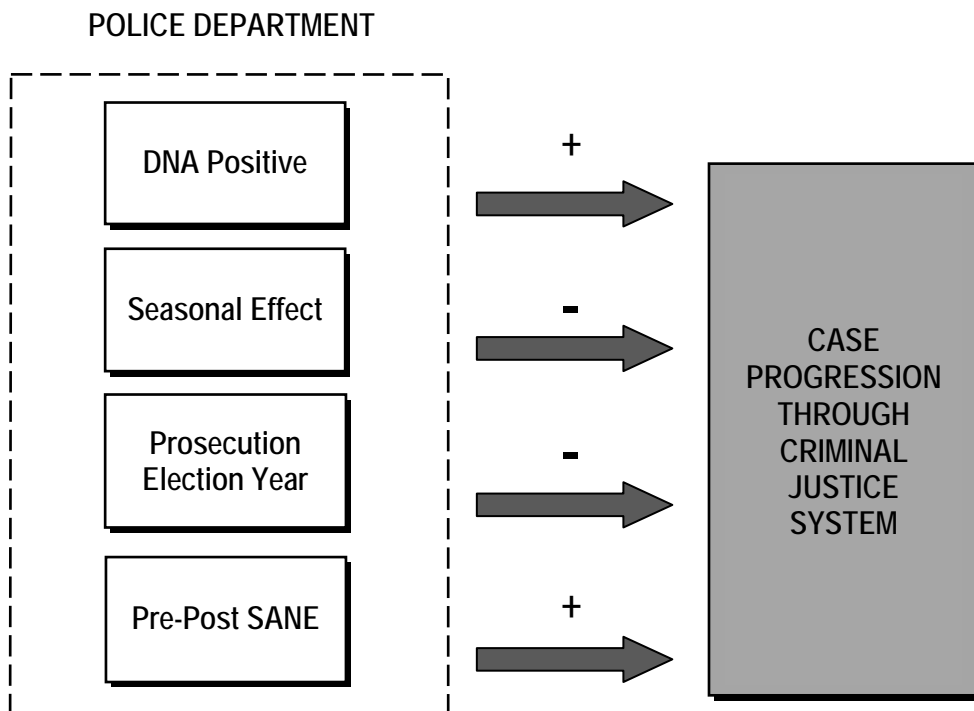 POLICE DEPARTMENT
DNA Positive
+
Seasonal Effect
-
Prosecution
Election Year
-
Pre-Post SANE
+
CASE
PROGRESSION
THROUGH
CRIMINAL
JUSTICE
SYSTEM